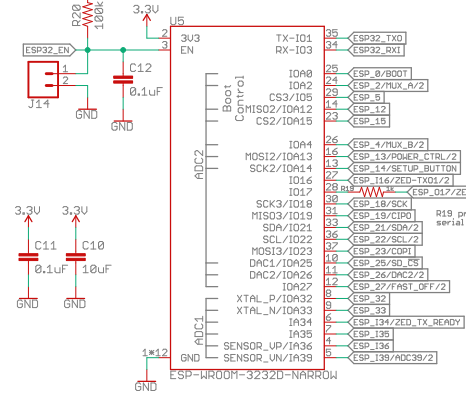 R20
100k
3.3V
U5
ESP32_EN
2 3V3
3 EN
TX-IO1 35 ESP32_TXO
RX-IO3 34 ESP32_RXI
1
2
J14
C12
0.1uF
GND
GND
Boot
Control
ADC2
IOA0 25 ESP_0/BOOT
IOA2 24 ESP_2/MUX_A/2
CS3/IO5 29 ESP_5
MISO2/IOA12 14 ESP_12
CS2/IOA15 23 ESP_15
IOA4 26 ESP_4/MUX_B/2
MOSI2/IOA13 16 ESP_13/POWER_CTRL/2
SCK2/IOA14 13 ESP_14/SETUP_BUTTON
IO16 27 ESP_I16/ZED-TXO1/2
IO17 28 R19 1k ESP_O17/ZE
SCK3/IO18 30 ESP_18/SCK
MISO3/IO19 31 ESP_19/CIPO
SDA/IO21 33 ESP_21/SDA/2
SCL/IO22 36 ESP_22/SCL/2
MOSI3/IO23 37 ESP_23/COPI
DAC1/IOA25 10 ESP_25/SD_CS
DAC2/IOA26 11 ESP_26/DAC2/2
IOA27 12 ESP_27/FAST_OFF/2
R19 pr
serial
3.3V
3.3V
C11
0.1uF
C10
10uF
GND
GND
ADC1
XTAL_P/IOA32 8 ESP_32
XTAL_N/IOA33 9 ESP_33
IA34 6 ESP_I34/ZED_TX_READY
IA35 7 ESP_I35
SENSOR_VP/IA36 4 ESP_I36
SENSOR_VN/IA39 5 ESP_I39/ADC39/2
1*12 GND
GND
ESP-WROOM-3232D-NARROW